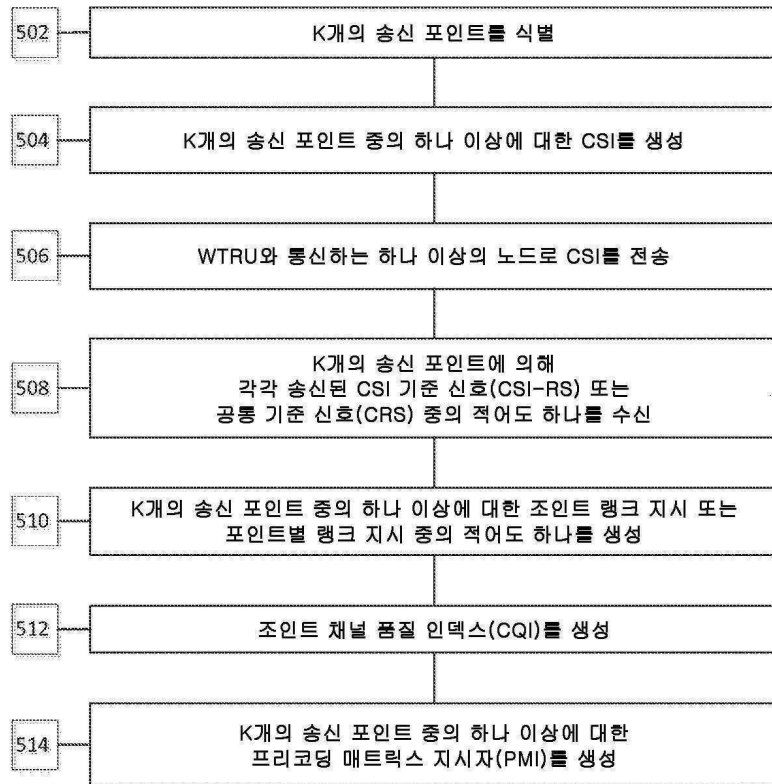 502
K개의 송신 포인트를 식별
504
K개의 송신 포인트 중의 하나 이상에 대한 CSI를 생성
506
WTRU와 통신하는 하나 이상의 노드로 CSI를 전송
508
K개의 송신 포인트에 의해
각각 송신된 CSI 기준 신호(CSI-RS) 또는
공통 기준 신호(CRS) 중의 적어도 하나를 수신
510
K개의 송신 포인트 중의 하나 이상에 대한 조인트 랭크 지시 또는
포인트별 랭크 지시 중의 적어도 하나를 생성
512
조인트 채널 품질 인덱스(CQI)를 생성
514
K개의 송신 포인트 중의 하나 이상에 대한
프리코딩 매트릭스 지시자(PMI)를 생성